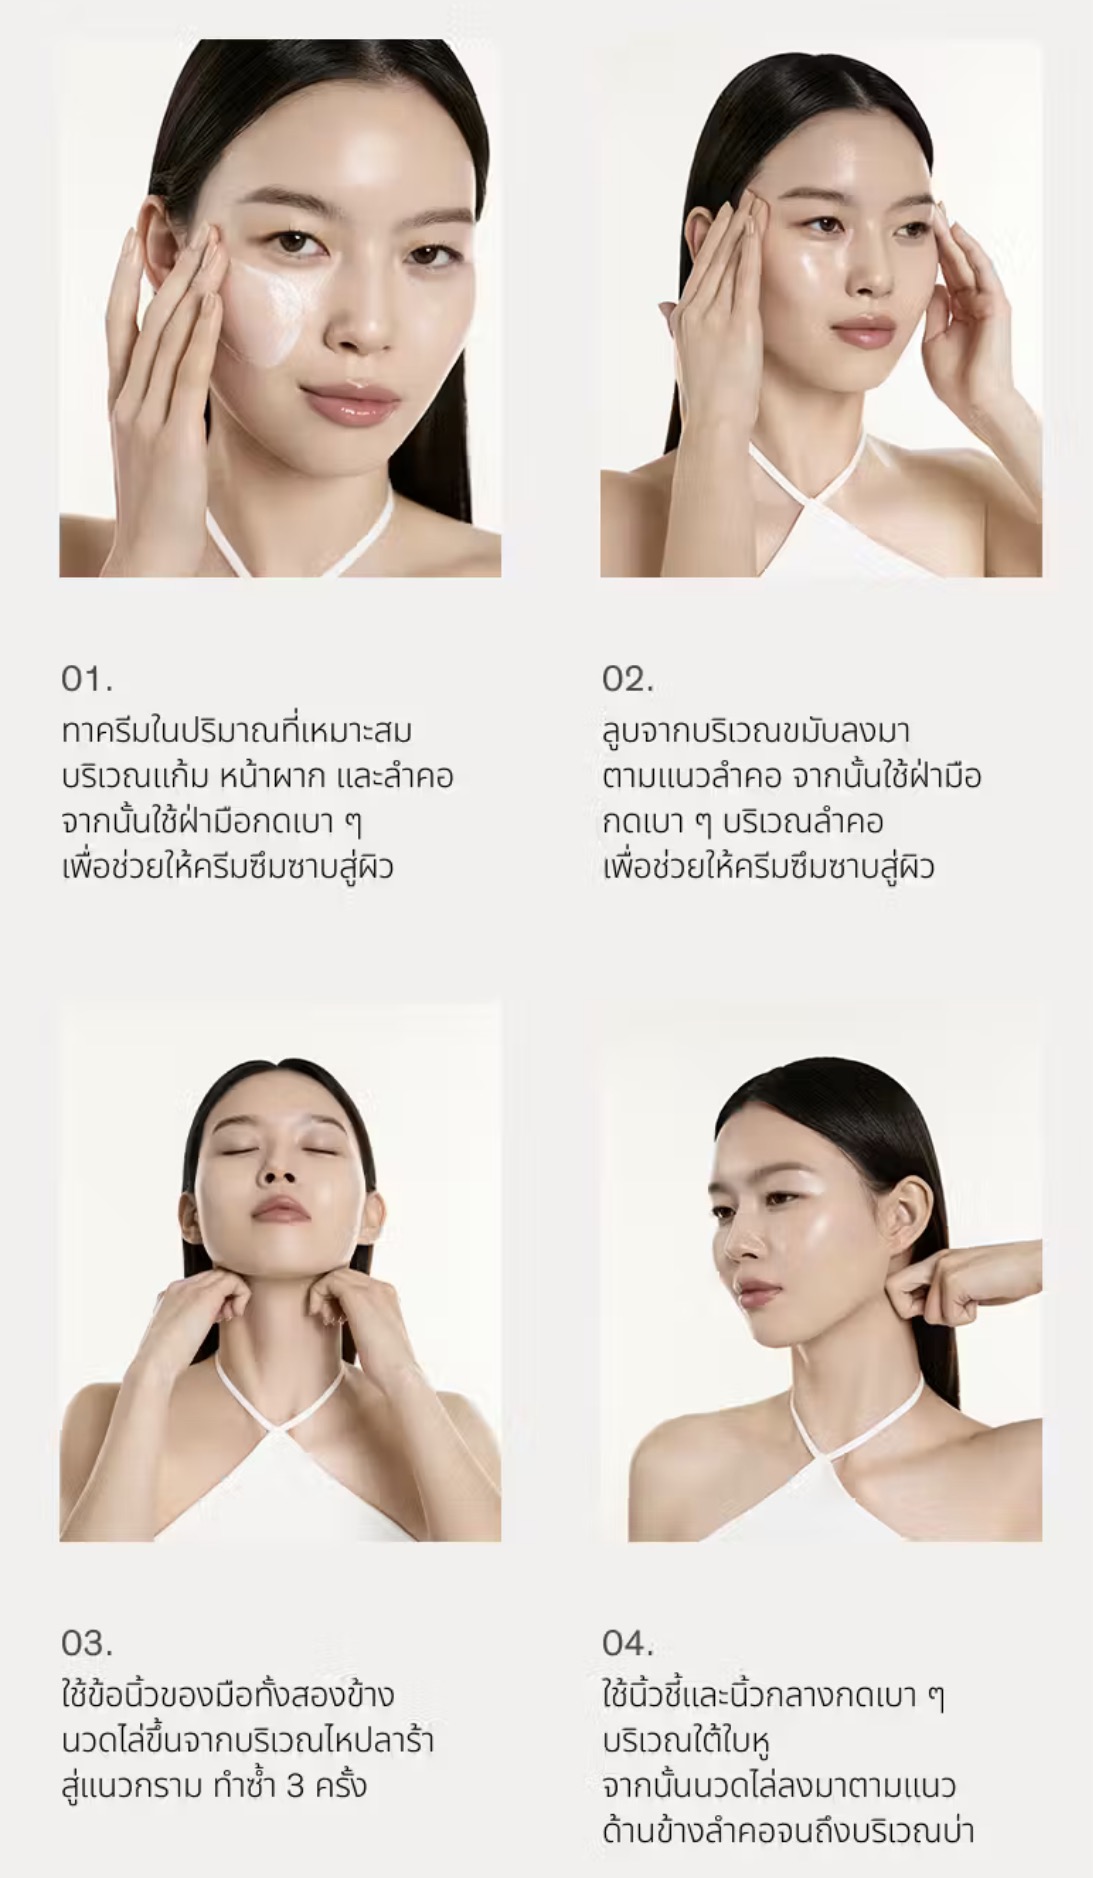 01.
ทาครีมในปริมาณที่เหมาะสม
บริเวณแก้ม หน้าผาก และลำคอ
จากนั้นใช้ฝ่ามือกดเบา ๆ
เพื่อช่วยให้ครีมซึมซาบสู่ผิว
02.
ลูบจากบริเวณขมับลงมา
ตามแนวลำคอ จากนั้นใช้ฝ่ามือ
กดเบา ๆ บริเวณลำคอ
เพื่อช่วยให้ครีมซึมซาบสู่ผิว
03.
ใช้ข้อนิ้วของมือทั้งสองข้าง
นวดไล่ขึ้นจากบริเวณไหปลาร้า
สู่แนวกราม ทำซ้ำ 3 ครั้ง
04.
ใช้นิ้วชี้และนิ้วกลางกดเบา ๆ
บริเวณใต้ใบหู
จากนั้นนวดไล่ลงมาตามแนว
ด้านข้างลำคอจนถึงบริเวณบ่า